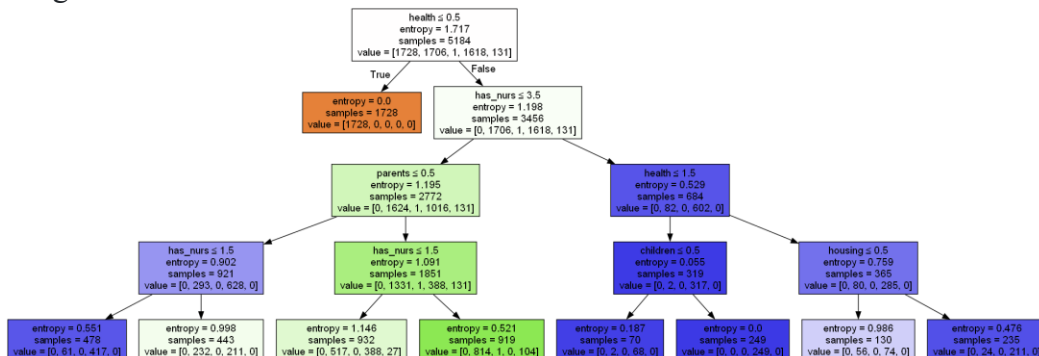 health ≤ 0.5
entropy = 1.717
samples = 5184
value = [1728, 1706, 1, 1618, 131]
True
False
entropy = 0.0
samples = 1728
value = [1728, 0, 0, 0, 0]
has_nurs ≤ 3.5
entropy = 1.198
samples = 3456
value = [0, 1706, 1, 1618, 131]
parents ≤ 0.5
entropy = 1.195
samples = 2772
value = [0, 1624, 1, 1016, 131]
health ≤ 1.5
entropy = 0.529
samples = 684
value = [0, 82, 0, 602, 0]
has_nurs ≤ 1.5
entropy = 0.902
samples = 921
value = [0, 293, 0, 628, 0]
has_nurs ≤ 1.5
entropy = 1.091
samples = 1851
value = [0, 1331, 1, 388, 131]
children ≤ 0.5
entropy = 0.055
samples = 319
value = [0, 2, 0, 317, 0]
housing ≤ 0.5
entropy = 0.759
samples = 365
value = [0, 80, 0, 285, 0]
entropy = 0.551
samples = 478
value = [0, 61, 0, 417, 0]
entropy = 0.998
samples = 443
value = [0, 232, 0, 211, 0]
entropy = 1.146
samples = 932
value = [0, 517, 0, 388, 27]
entropy = 0.521
samples = 919
value = [0, 814, 1, 0, 104]
entropy = 0.187
samples = 70
value = [0, 2, 0, 68, 0]
entropy = 0.0
samples = 249
value = [0, 0, 0, 249, 0]
entropy = 0.986
samples = 130
value = [0, 56, 0, 74, 0]
entropy = 0.476
samples = 235
value = [0, 24, 0, 211, 0]